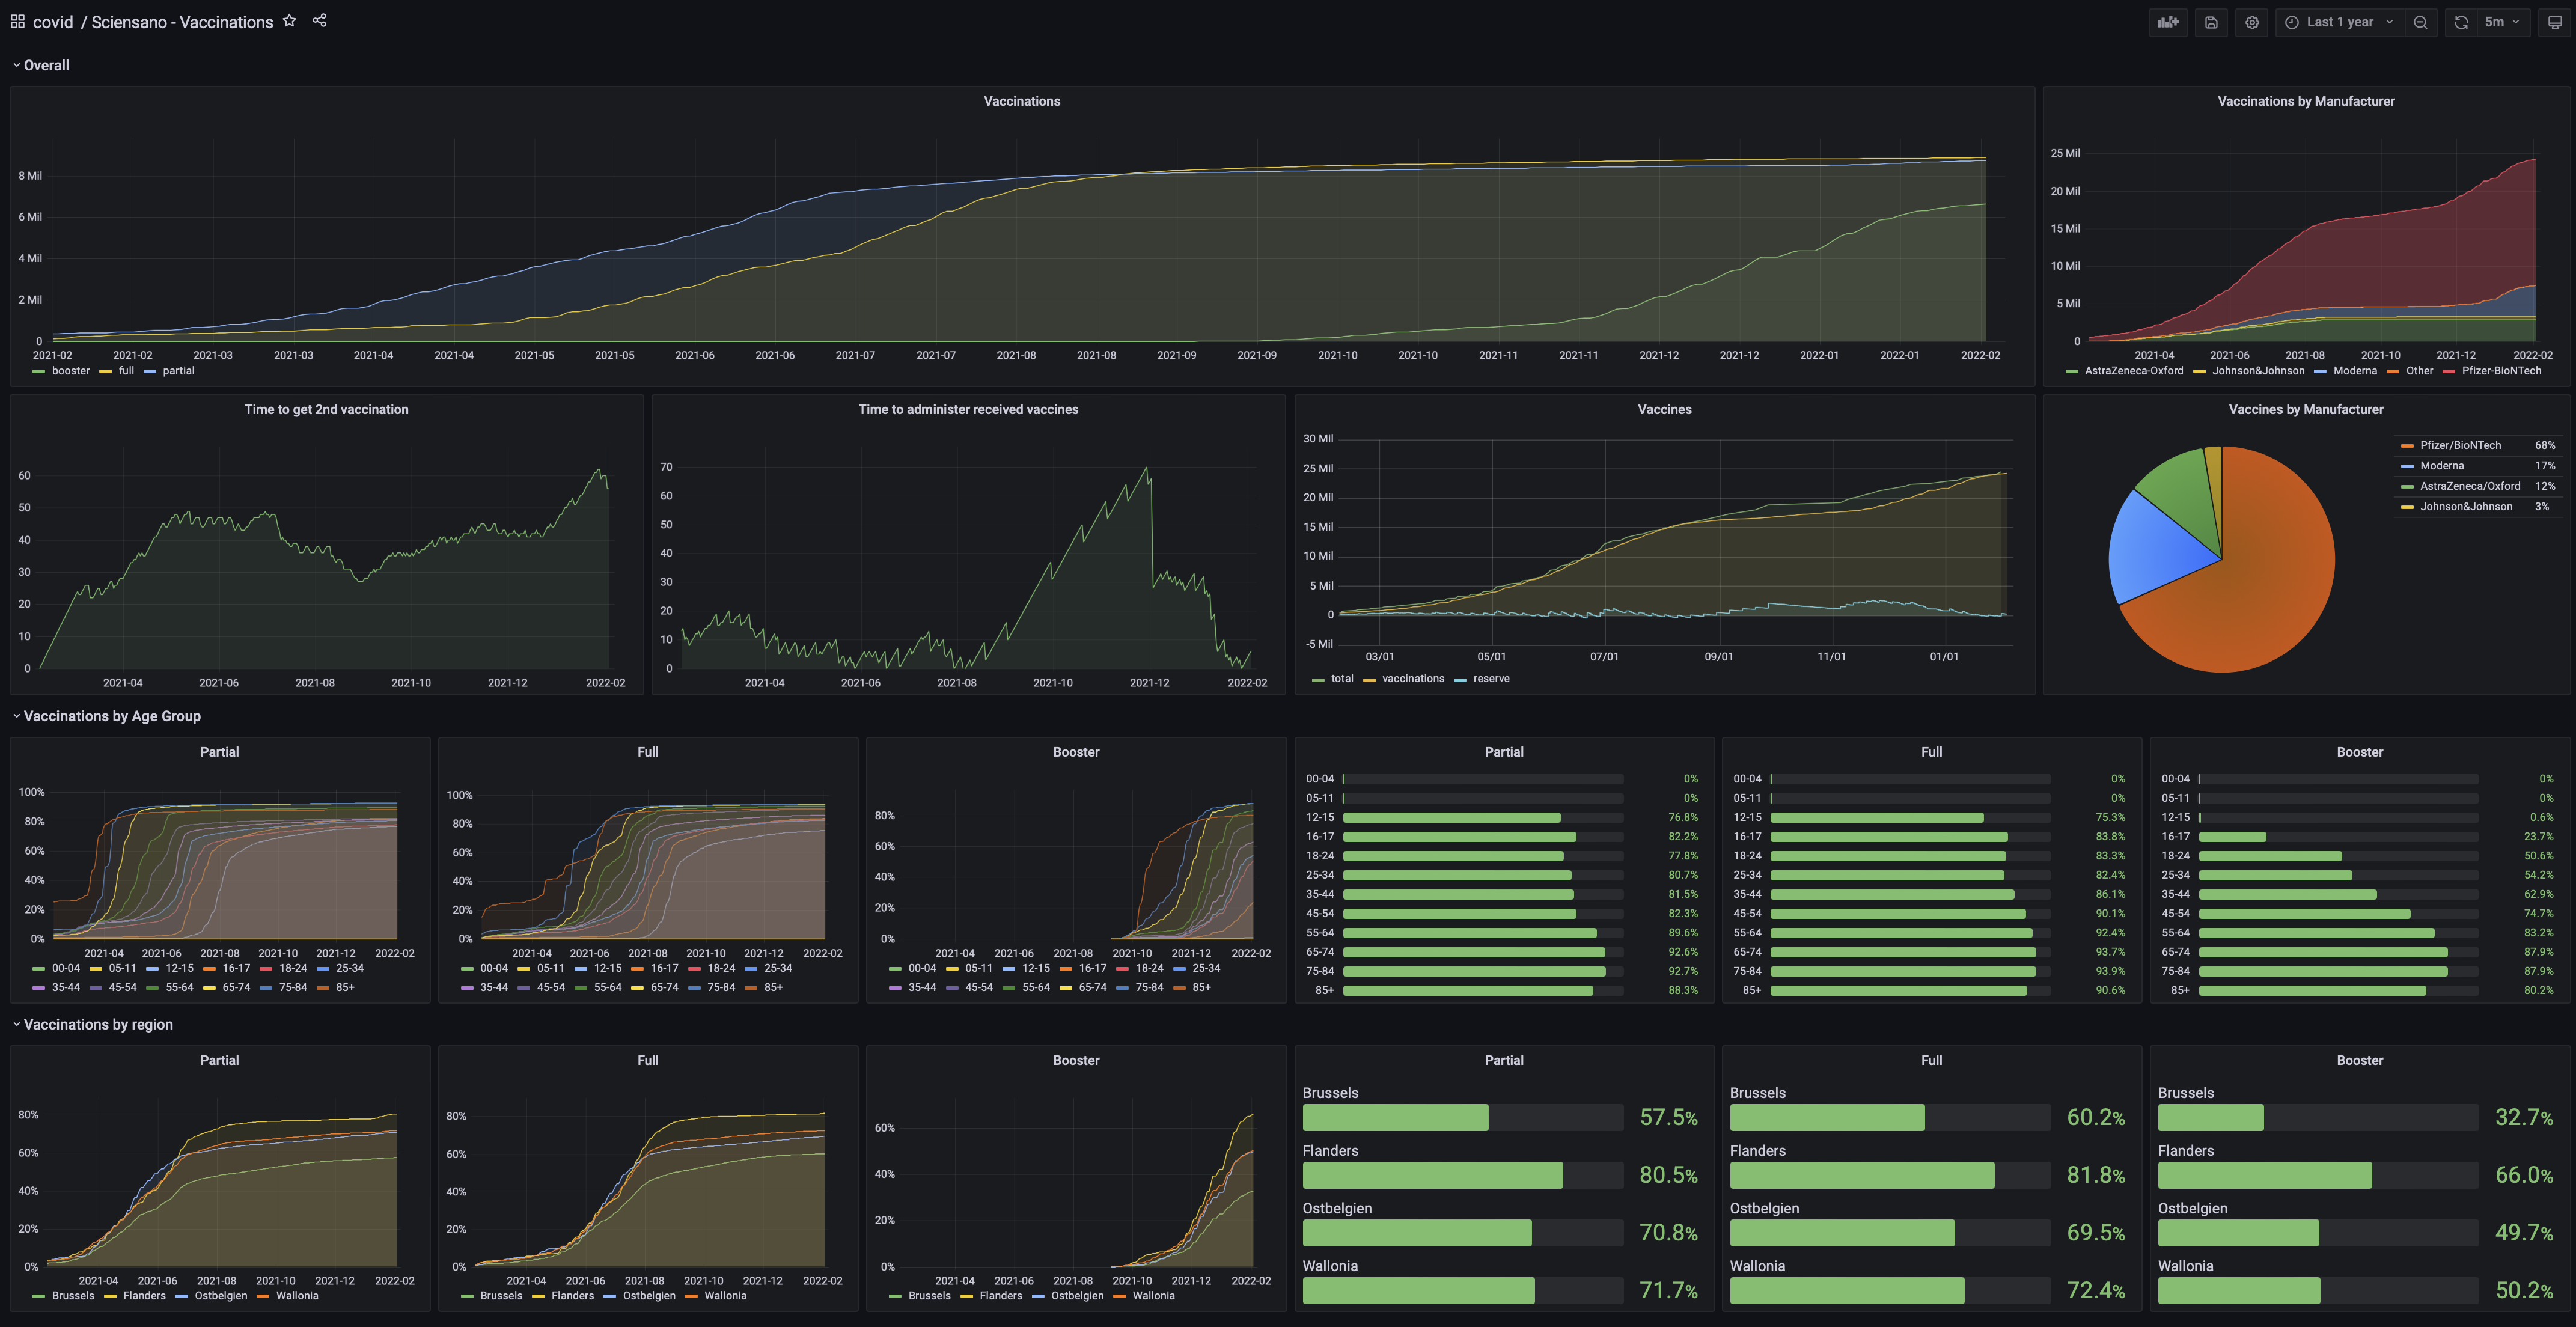 covid / Sciensano - Vaccinations
Last 1 year
5m
Overall
Vaccinations
8 Mil
6 Mil
4 Mil
2 Mil
0
2021-02 2021-02 2021-03 2021-03 2021-04 2021-04 2021-05 2021-05 2021-06 2021-06 2021-07 2021-07 2021-08 2021-08 2021-09 2021-09 2021-10 2021-10 2021-11 2021-11 2021-12 2021-12 2022-01 2022-01 2022-02
booster full partial
Vaccinations by Manufacturer
25 Mil
20 Mil
15 Mil
10 Mil
5 Mil
0
2021-04 2021-06 2021-08 2021-10 2021-12 2022-02
AstraZeneca-Oxford Johnson&Johnson Moderna Other Pfizer-BioNTech
Time to get 2nd vaccination
60
50
40
30
20
10
0
2021-04 2021-06 2021-08 2021-10 2021-12 2022-02
Time to administer received vaccines
70
60
50
40
30
20
10
0
2021-04 2021-06 2021-08 2021-10 2021-12 2022-02
Vaccines
30 Mil
25 Mil
20 Mil
15 Mil
10 Mil
5 Mil
0
-5 Mil
03/01 05/01 07/01 09/01 11/01 01/01
total vaccinations reserve
Vaccines by Manufacturer
Pfizer/BioNTech 68%
Moderna 17%
AstraZeneca/Oxford 12%
Johnson&Johnson 3%
Vaccinations by Age Group
Partial
100%
80%
60%
40%
20%
0%
2021-04 2021-06 2021-08 2021-10 2021-12 2022-02
00-04 05-11 12-15 16-17 18-24 25-34
35-44 45-54 55-64 65-74 75-84 85+
Full
100%
80%
60%
40%
20%
0%
2021-04 2021-06 2021-08 2021-10 2021-12 2022-02
00-04 05-11 12-15 16-17 18-24 25-34
35-44 45-54 55-64 65-74 75-84 85+
Booster
80%
60%
40%
20%
0%
2021-04 2021-06 2021-08 2021-10 2021-12 2022-02
00-04 05-11 12-15 16-17 18-24 25-34
35-44 45-54 55-64 65-74 75-84 85+
Partial
00-04 0%
05-11 0%
12-15 76.8%
16-17 82.2%
18-24 77.8%
25-34 80.7%
35-44 81.5%
45-54 82.3%
55-64 89.6%
65-74 92.6%
75-84 92.7%
85+ 88.3%
Full
00-04 0%
05-11 0%
12-15 75.3%
16-17 83.8%
18-24 83.3%
25-34 82.4%
35-44 86.1%
45-54 90.1%
55-64 92.4%
65-74 93.7%
75-84 93.9%
85+ 90.6%
Booster
00-04 0%
05-11 0%
12-15 0.6%
16-17 23.7%
18-24 50.6%
25-34 54.2%
35-44 62.9%
45-54 74.7%
55-64 83.2%
65-74 87.9%
75-84 87.9%
85+ 80.2%
Vaccinations by region
Partial
80%
60%
40%
20%
0%
2021-04 2021-06 2021-08 2021-10 2021-12 2022-02
Brussels Flanders Ostbelgien Wallonia
Full
80%
60%
40%
20%
0%
2021-04 2021-06 2021-08 2021-10 2021-12 2022-02
Brussels Flanders Ostbelgien Wallonia
Booster
60%
40%
20%
0%
2021-04 2021-06 2021-08 2021-10 2021-12 2022-02
Brussels Flanders Ostbelgien Wallonia
Partial
Brussels
57.5%
Flanders
80.5%
Ostbelgien
70.8%
Wallonia
71.7%
Full
Brussels
60.2%
Flanders
81.8%
Ostbelgien
69.5%
Wallonia
72.4%
Booster
Brussels
32.7%
Flanders
66.0%
Ostbelgien
49.7%
Wallonia
50.2%